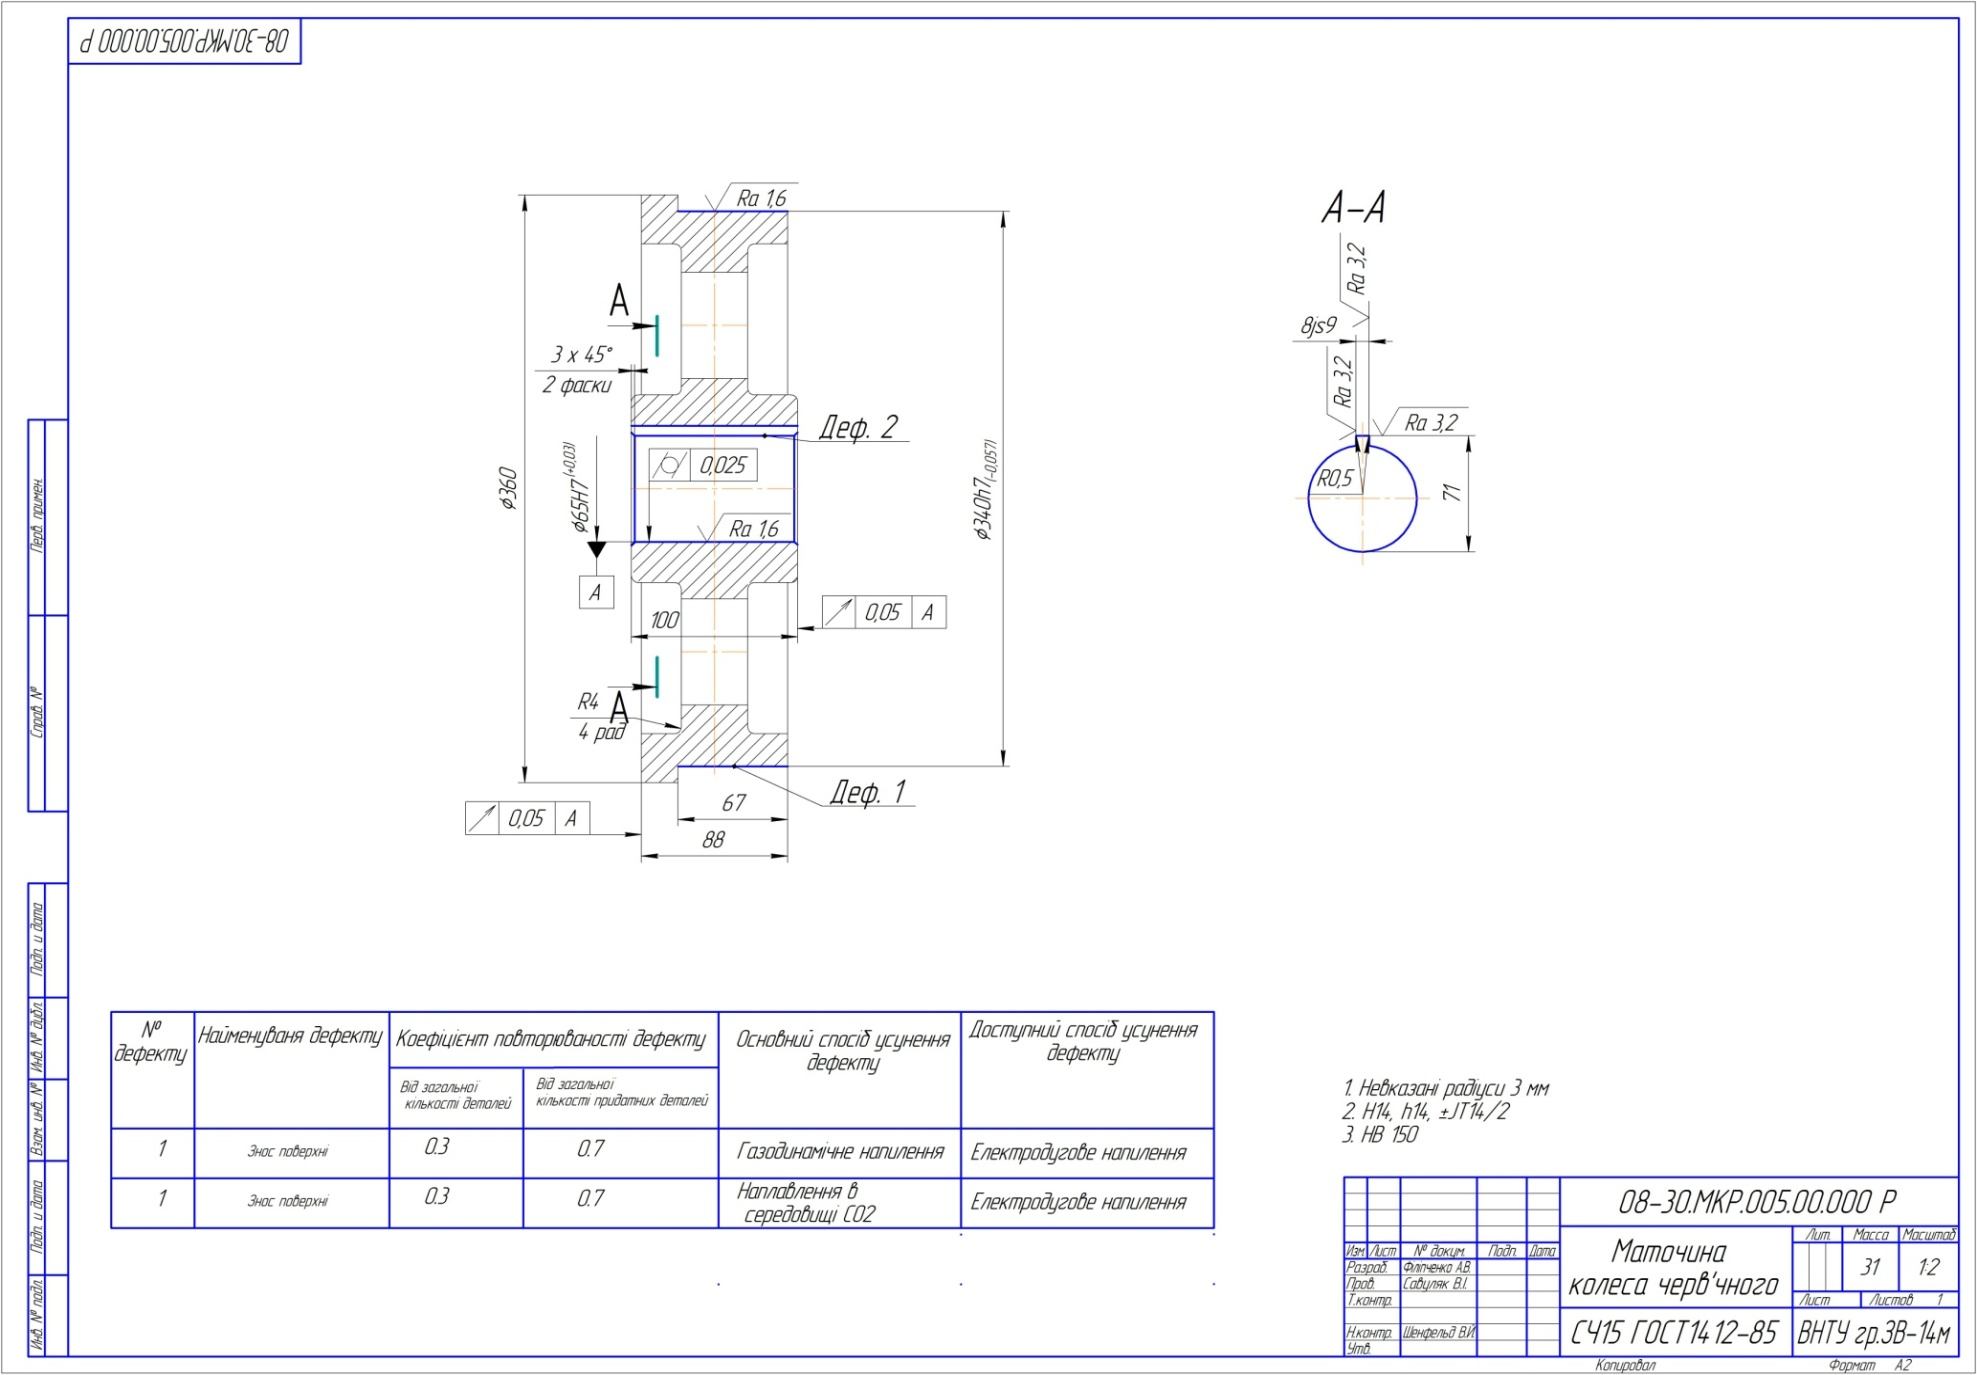 08-30.МКР.005.00.000 Р
Ra 1,6
А
3 x 45°
2 фаски
Деф. 2
0,025
⌀360
⌀65H7(+0,03)
⌀340h7(-0,057)
Ra 1,6
А
100
0,05 А
R4
А
4 рад
Деф. 1
67
0,05 А
88
А-А
Ra 3,2
8js9
Ra 3,2
Ra 3,2
R0,5
71
Перв. примен.
Справ. №
Подп. и дата
Инв. № дубл.
Взам. инв. №
Подп. и дата
Инв. № подл.
№ дефекту
Найменуваня дефекту
Коефіцієнт повторюваності дефекту
Від загальної
кількості деталей
Від загальної
кількості придатних деталей
Основний спосіб усунення
дефекту
Доступний спосіб усунення
дефекту
1 Знос поверхні 0.3 0.7 Газодинамічне напилення Електродугове напилення
1 Знос поверхні 0.3 0.7 Наплавлення в
середовищі СО2 Електродугове напилення
1. Невказані радіуси 3 мм
2. H14, h14, ±JT14/2
3. HB 150
08-30.МКР.005.00.000 Р
Изм. Лист № докум. Подп. Дата
Разраб. Філіпченко А.В.
Пров. Савуляк В.І.
Т.контр.
Н.контр. Шенфельд В.Й
Утв.
Маточина
колеса черв'чного
Лит. Масса Масштаб
31 1:2
Лист Листов 1
СЧ15 ГОСТ1412-85
ВНТУ гр.ЗВ-14м
Копировал Формат А2